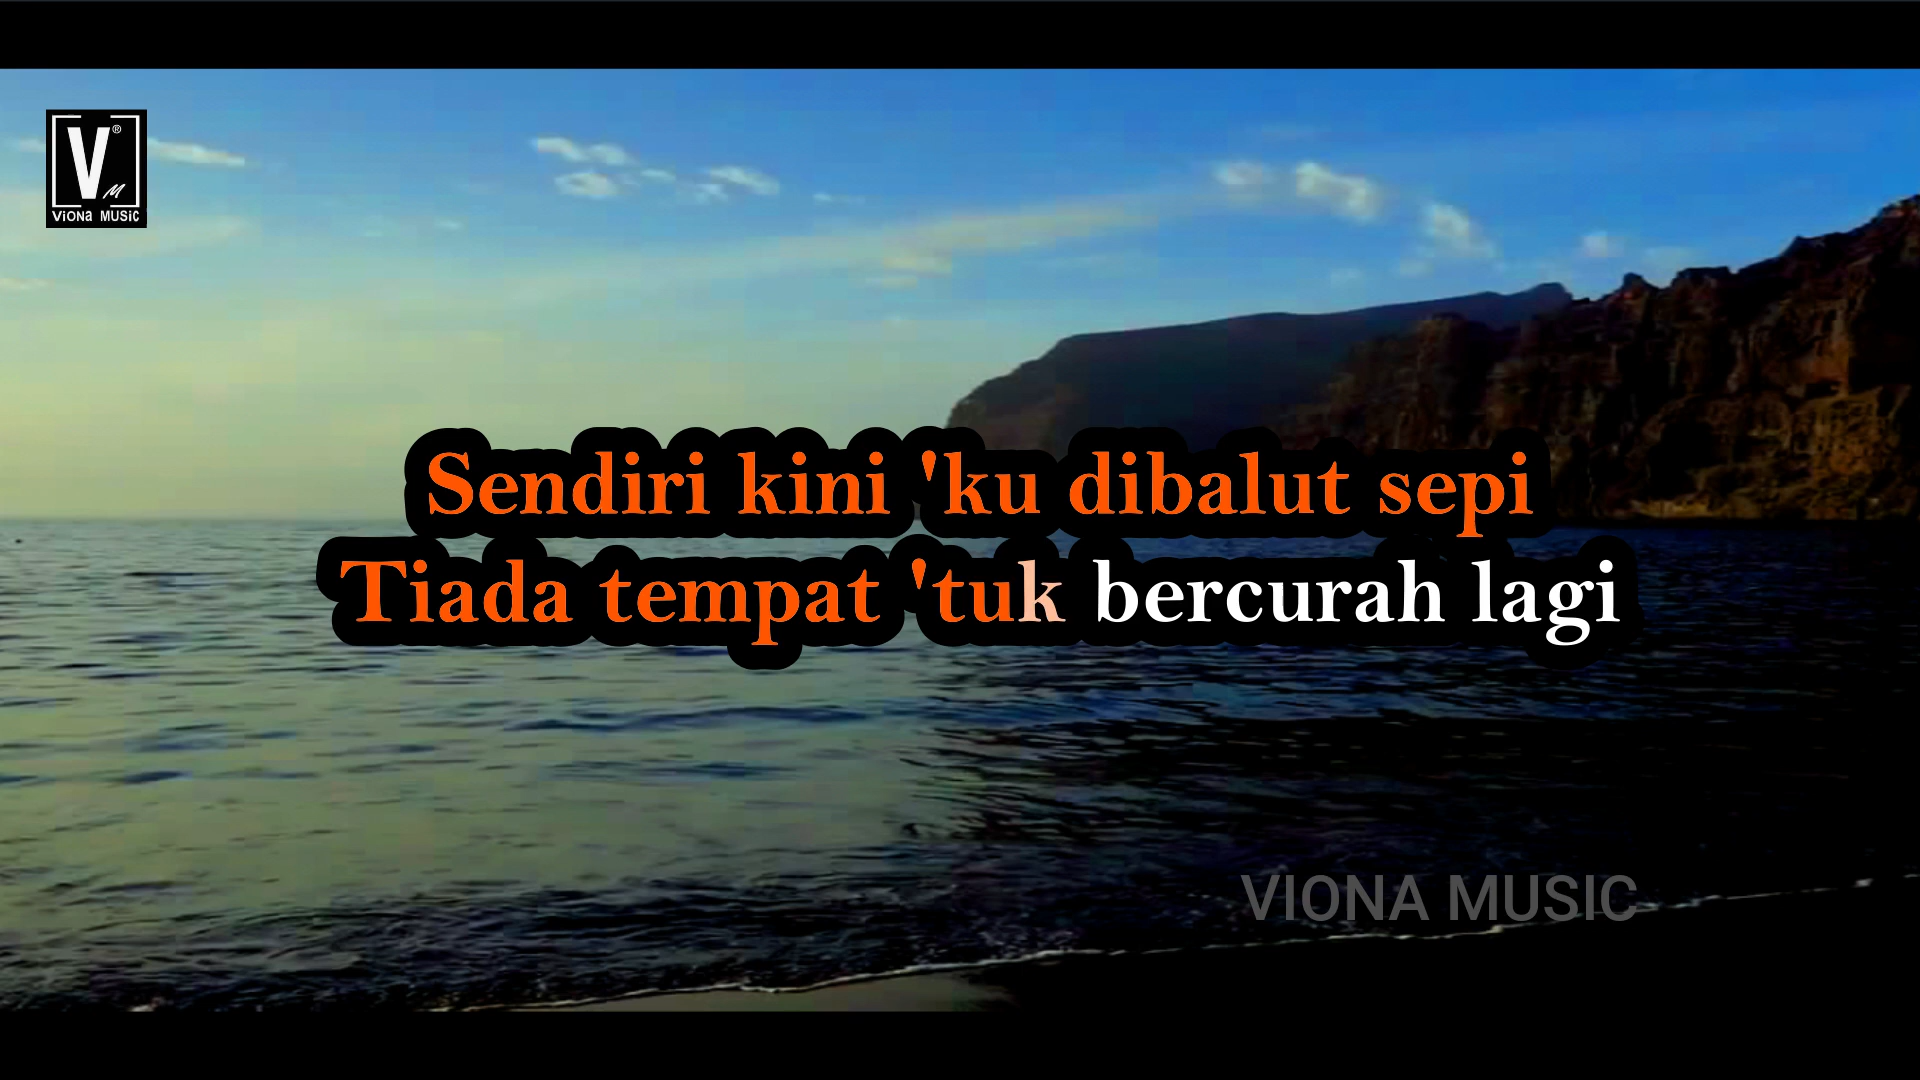 V®
M
ViONa MUSiC
Sendiri kini 'ku dibalut sepi
Tiada tempat 'tuk bercurah lagi
VIONA MUSIC